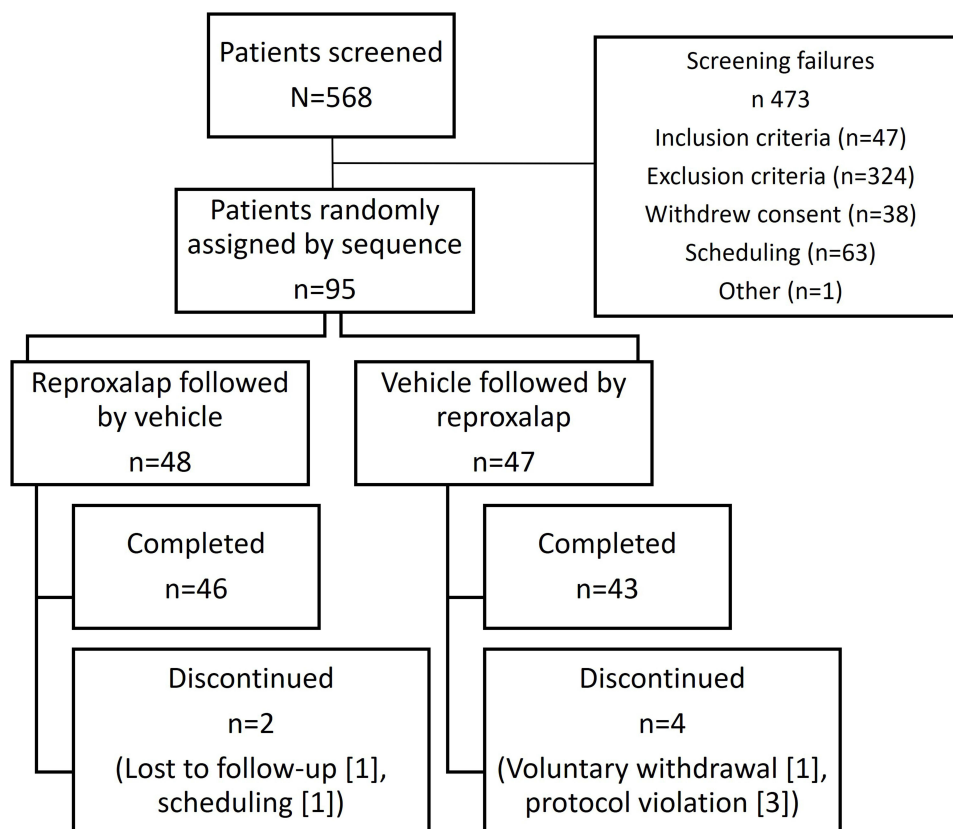 Patients screened
N=568
Screening failures
n 473
Inclusion criteria (n=47)
Exclusion criteria (n=324)
Withdrew consent (n=38)
Scheduling (n=63)
Other (n=1)
Patients randomly
assigned by sequence
n=95
Reproxalap followed
by vehicle
n=48
Vehicle followed by
reproxalap
n=47
Completed
n=46
Completed
n=43
Discontinued
n=2
(Lost to follow-up [1],
scheduling [1])
Discontinued
n=4
(Voluntary withdrawal [1],
protocol violation [3])